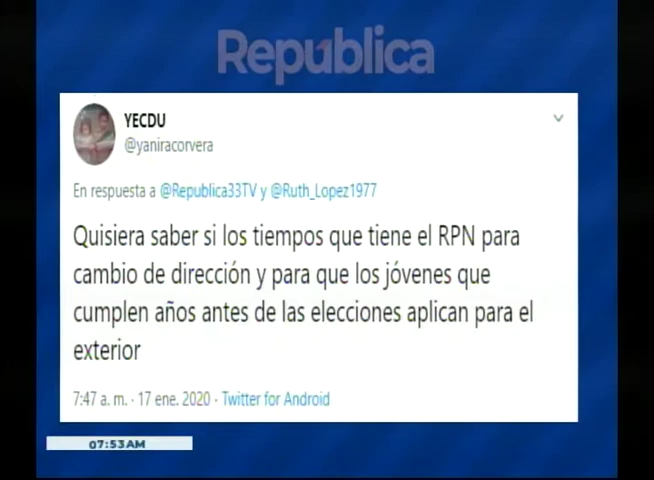 República
YECDU
@yaniracorvera
En respuesta a @Republica33TV y @Ruth_Lopez1977
Quisiera saber si los tiempos que tiene el RPN para
cambio de dirección y para que los jóvenes que
cumplen años antes de las elecciones aplican para el
exterior
7:47 a. m. · 17 ene. 2020 · Twitter for Android
07:53AM